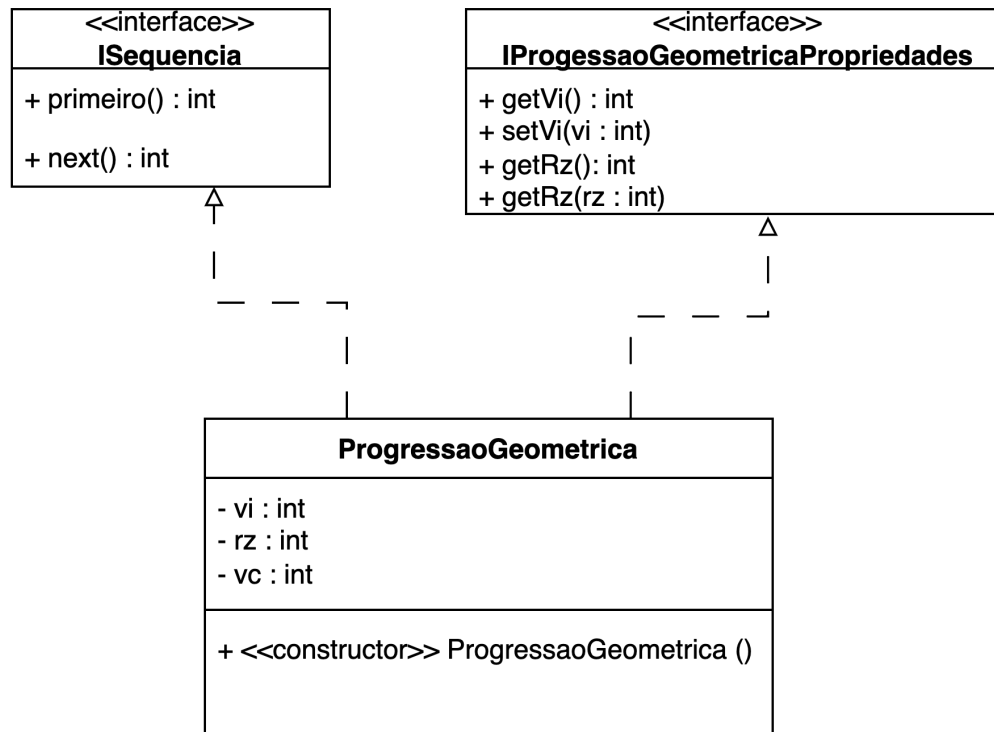 <<interface>>
ISequencia
+ primeiro() : int
+ next() : int
<<interface>>
IProgessaoGeometricaPropriedades
+ getVi() : int
+ setVi(vi : int)
+ getRz(): int
+ getRz(rz : int)
ProgressaoGeometrica
- vi : int
- rz : int
- vc : int
+ <<constructor>> ProgressaoGeometrica ()